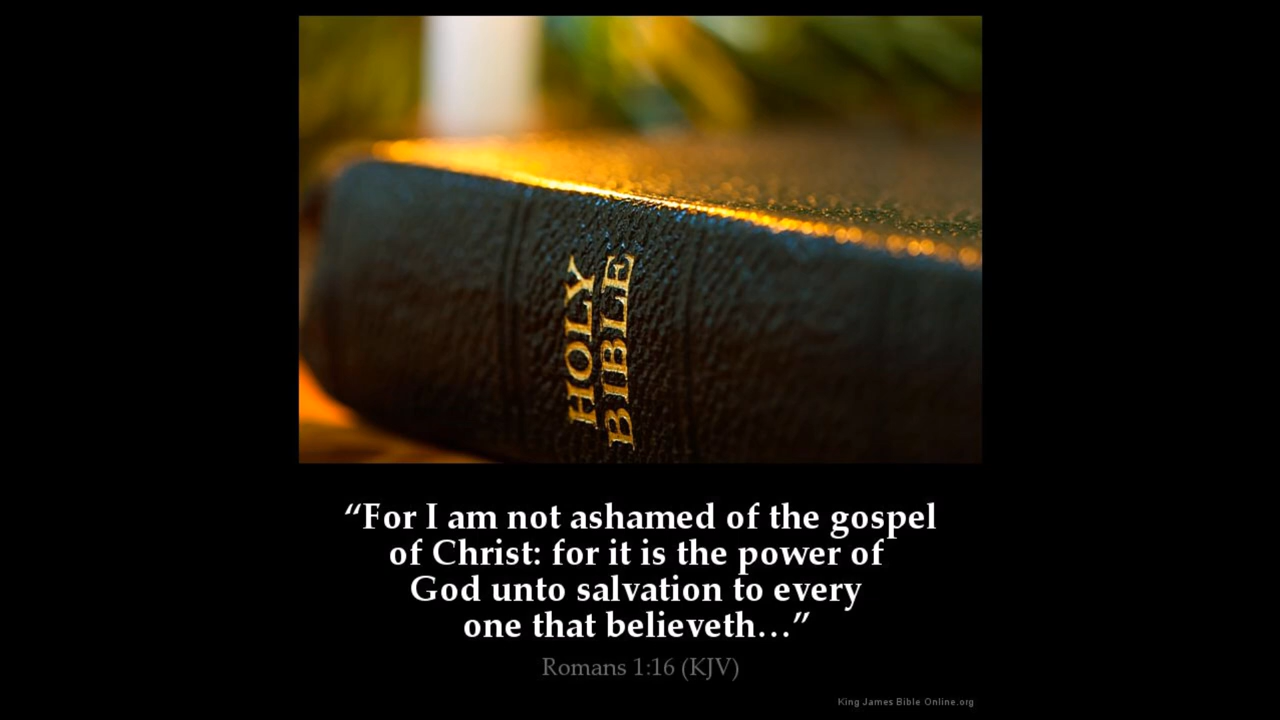 HOLY
BIBLE
“For I am not ashamed of the gospel
of Christ: for it is the power of
God unto salvation to every
one that believeth…”
Romans 1:16 (KJV)
King James Bible Online.org